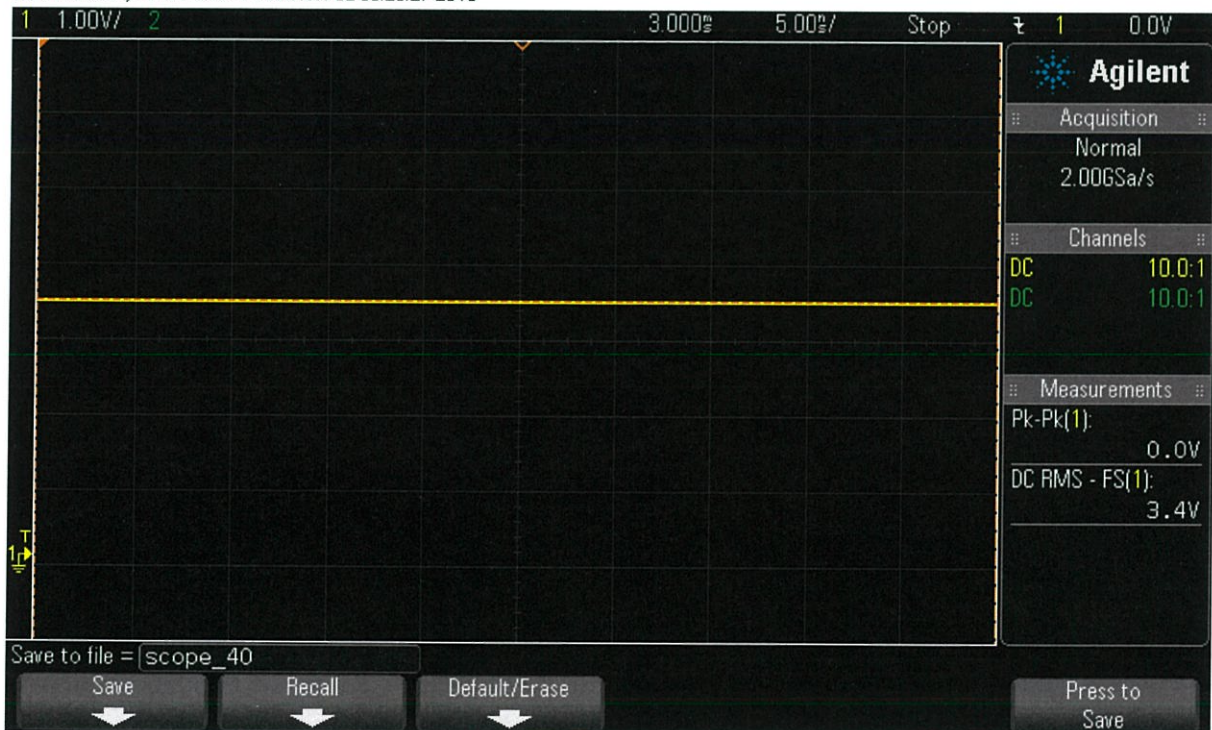 1 1.00V/ 2 3.000s 5.00s/ Stop 1 0.0V
Agilent
Acquisition
Normal
2.00GSa/s
Channels
DC 10.0:1
DC 10.0:1
Measurements
Pk-Pk(1):
0.0V
DC RMS - FS(1):
3.4V
T
1
Save to file = scope_40
Save Recall Default/Erase
Press to
Save